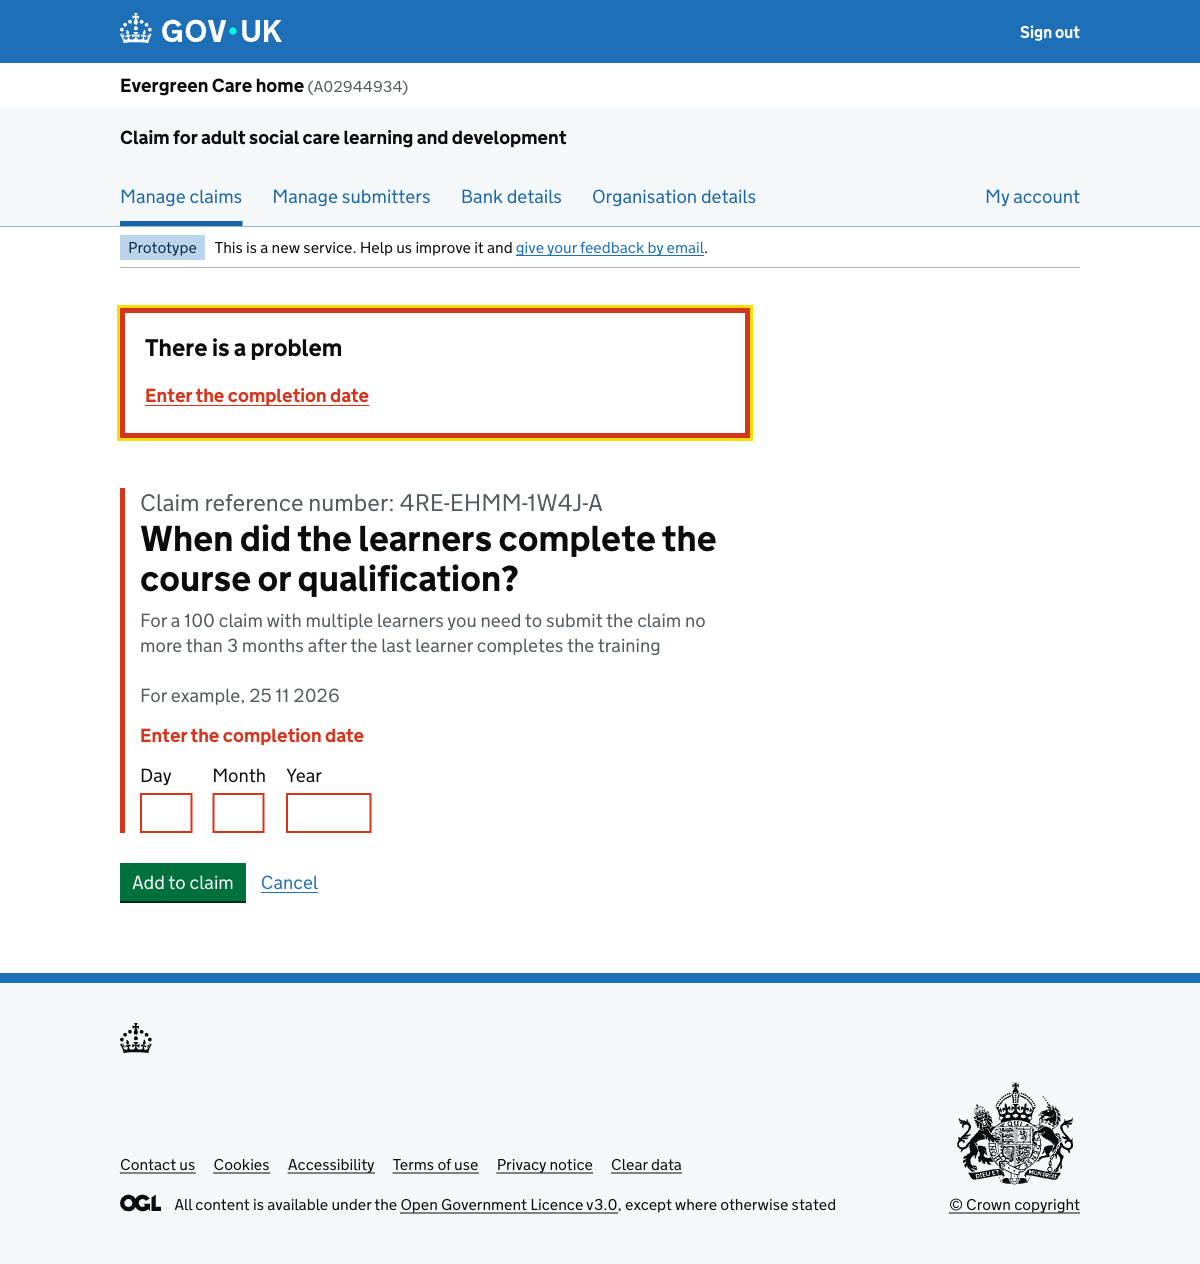 GOV·UK
Sign out
Evergreen Care home (A02944934)
Claim for adult social care learning and development
Manage claims Manage submitters Bank details Organisation details My account
Prototype This is a new service. Help us improve it and give your feedback by email.
There is a problem
Enter the completion date
Claim reference number: 4RE-EHMM-1W4J-A
When did the learners complete the
course or qualification?
For a 100 claim with multiple learners you need to submit the claim no
more than 3 months after the last learner completes the training
For example, 25 11 2026
Enter the completion date
Day Month Year
Add to claim Cancel
Contact us Cookies Accessibility Terms of use Privacy notice Clear data
OGL All content is available under the Open Government Licence v3.0, except where otherwise stated
© Crown copyright